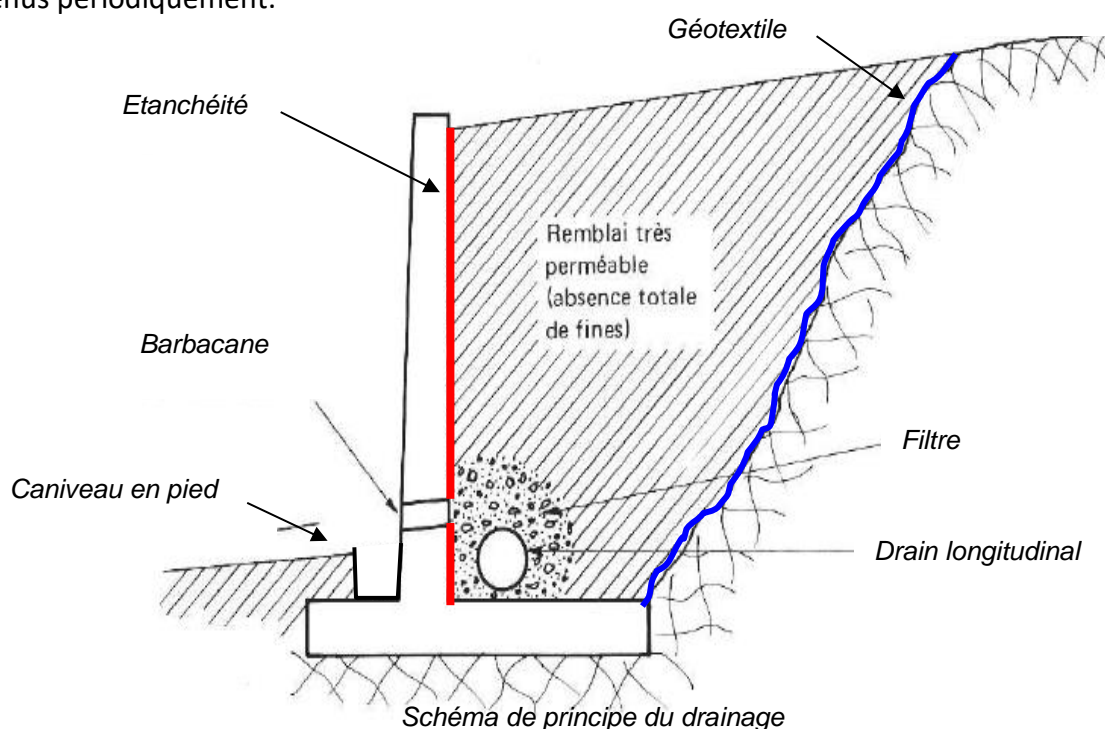 périodiquement.
Géotextile
Etanchéité
Remblai très
perméable
(absence totale
de fines)
Barbacane
Filtre
Caniveau en pied
Drain longitudinal
Schéma de principe du drainage